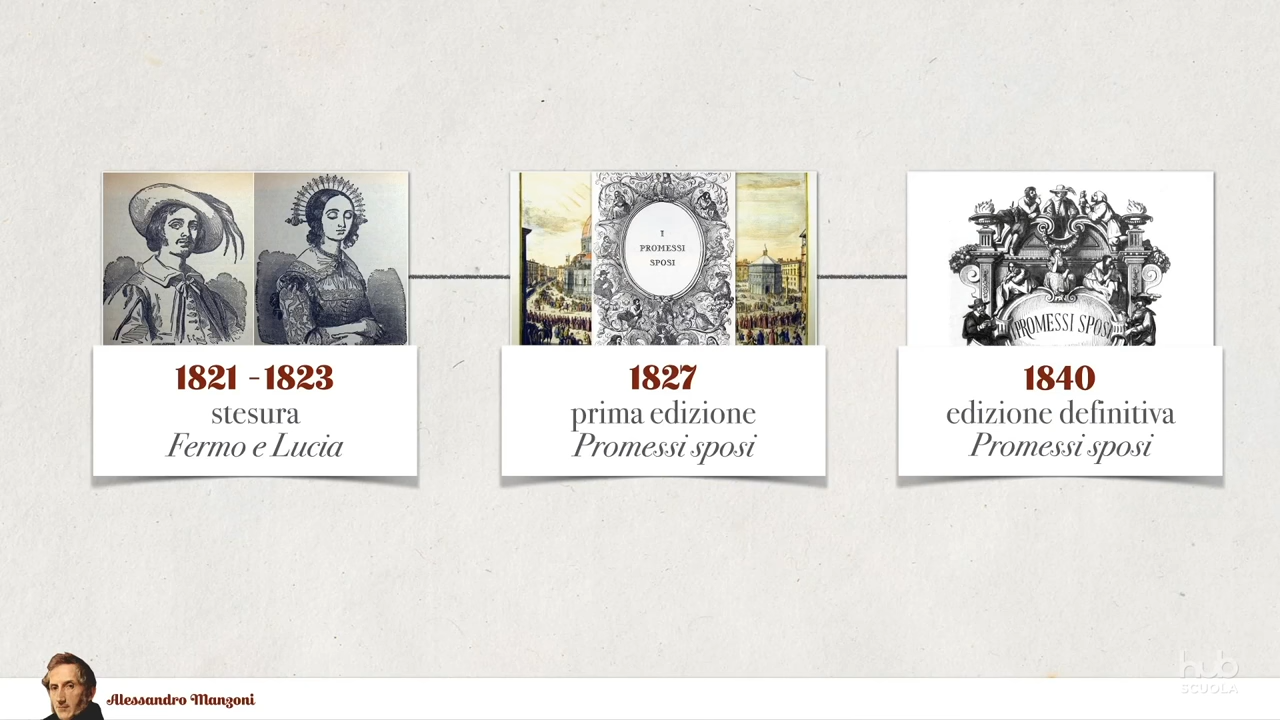 I
PROMESSI
SPOSI
PROMESSI SPOSI
1821 - 1823
stesura
Fermo e Lucia
1827
prima edizione
Promessi sposi
1840
edizione definitiva
Promessi sposi
Alessandro Manzoni
hub
SCUOLA